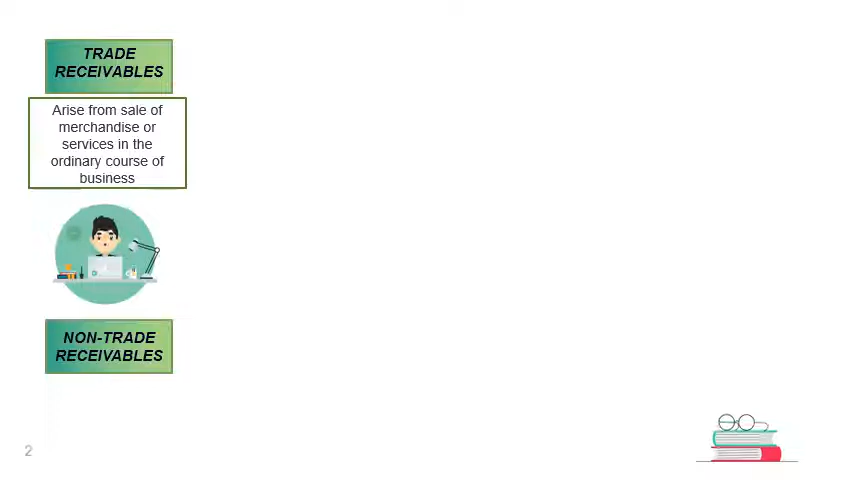 TRADE
RECEIVABLES
Arise from sale of
merchandise or
services in the
ordinary course of
business
NON-TRADE
RECEIVABLES
2